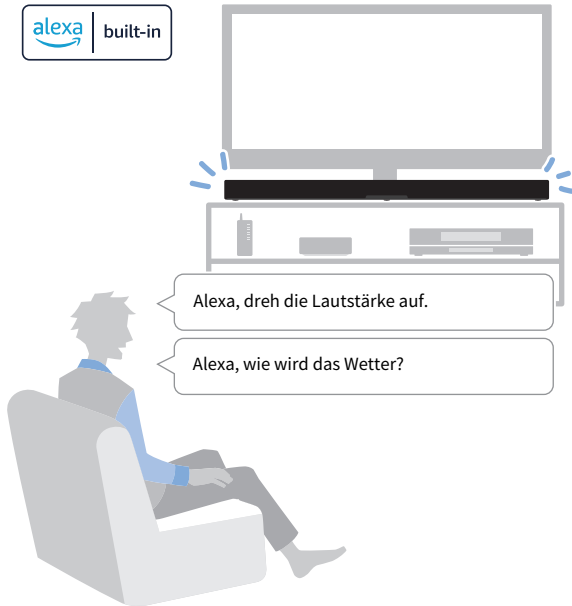 alexa built-in
Alexa, dreh die Lautstärke auf.
Alexa, wie wird das Wetter?